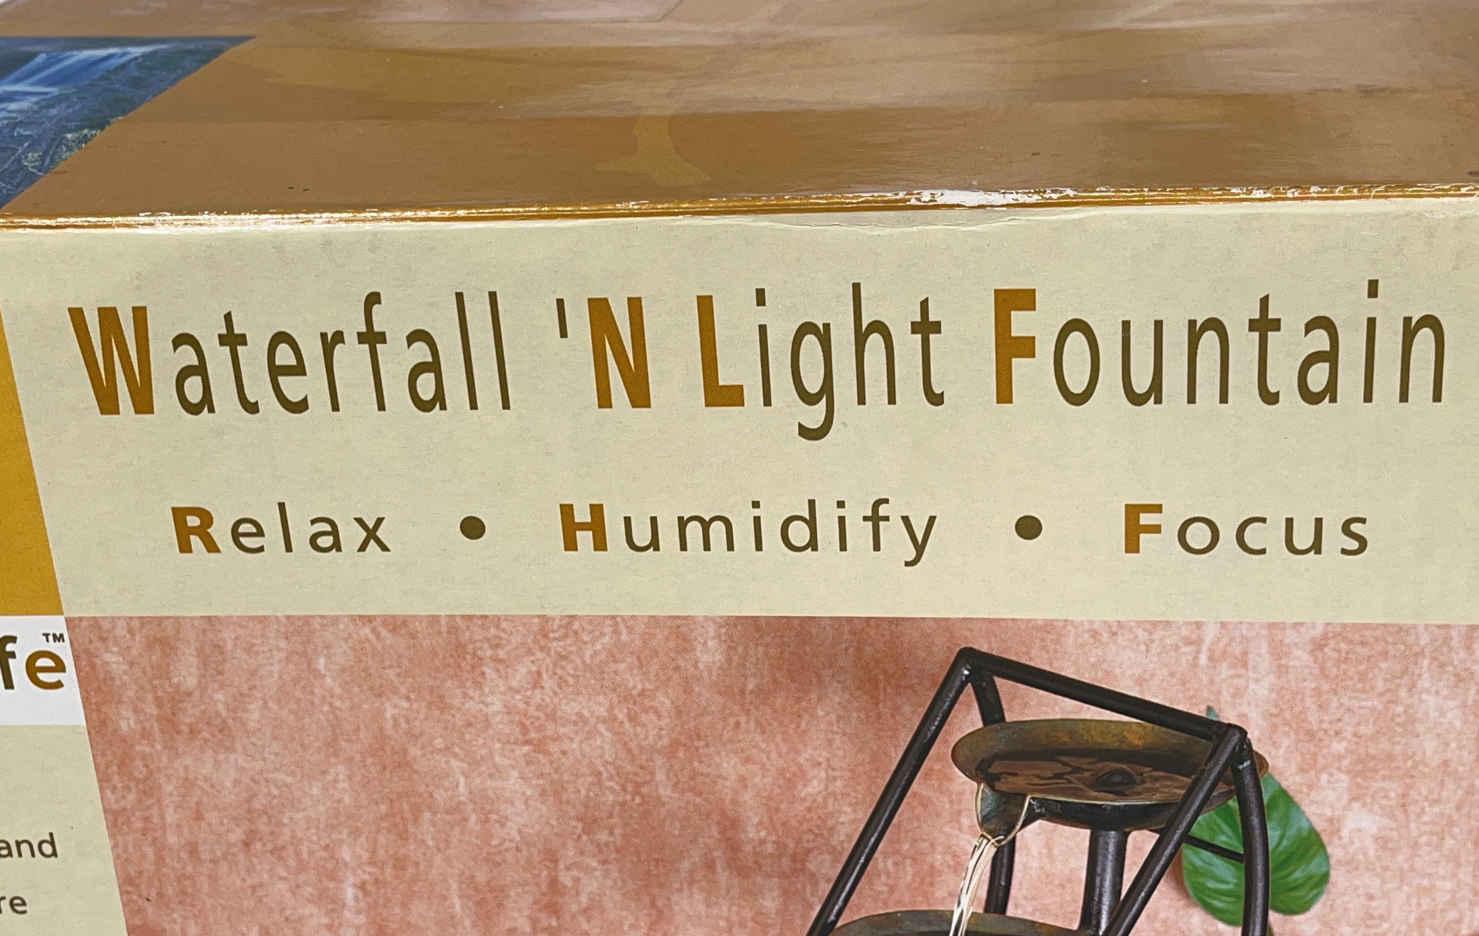 Waterfall 'N Light Fountain
Relax • Humidify • Focus
fe™
and
re